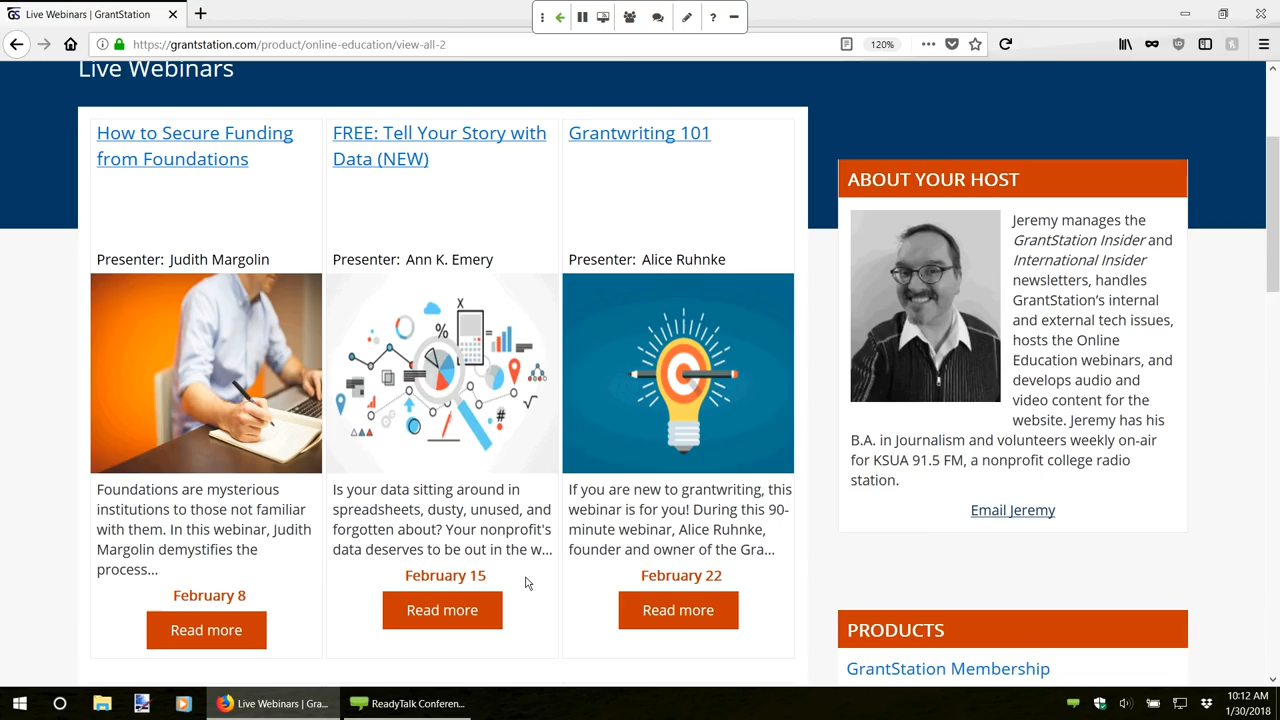 Live Webinars | GrantStation
https://grantstation.com/product/online-education/view-all-2
120%
Live Webinars
How to Secure Funding
from Foundations
Presenter: Judith Margolin
Foundations are mysterious
institutions to those not familiar
with them. In this webinar, Judith
Margolin demystifies the
process...
February 8
Read more
FREE: Tell Your Story with
Data (NEW)
Presenter: Ann K. Emery
Is your data sitting around in
spreadsheets, dusty, unused, and
forgotten about? Your nonprofit's
data deserves to be out in the w...
February 15
Read more
Grantwriting 101
Presenter: Alice Ruhnke
If you are new to grantwriting, this
webinar is for you! During this 90-
minute webinar, Alice Ruhnke,
founder and owner of the Gra...
February 22
Read more
ABOUT YOUR HOST
Jeremy manages the
GrantStation Insider and
International Insider
newsletters, handles
GrantStation's internal
and external tech issues,
hosts the Online
Education webinars, and
develops audio and
video content for the
website. Jeremy has his
B.A. in Journalism and volunteers weekly on-air
for KSUA 91.5 FM, a nonprofit college radio
station.
Email Jeremy
PRODUCTS
GrantStation Membership
Live Webinars | Gra...
ReadyTalk Conferen...
10:12 AM
1/30/2018